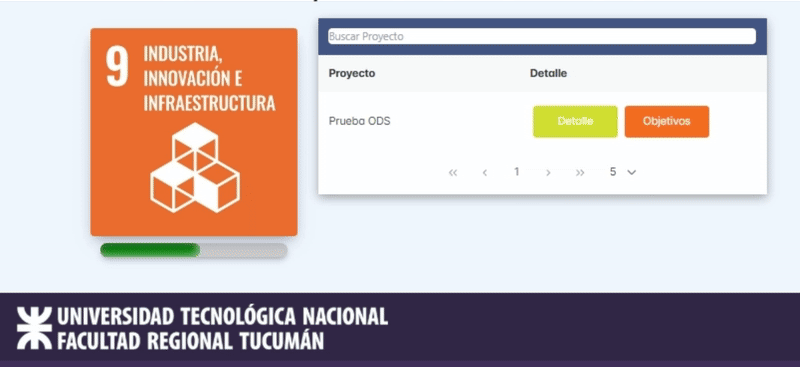 9
INDUSTRIA,
INNOVACIÓN E
INFRAESTRUCTURA
Buscar Proyecto
Proyecto Detalle
Prueba ODS Detalle Objetivos
« ‹ 1 › » 5
UNIVERSIDAD TECNOLÓGICA NACIONAL
FACULTAD REGIONAL TUCUMÁN